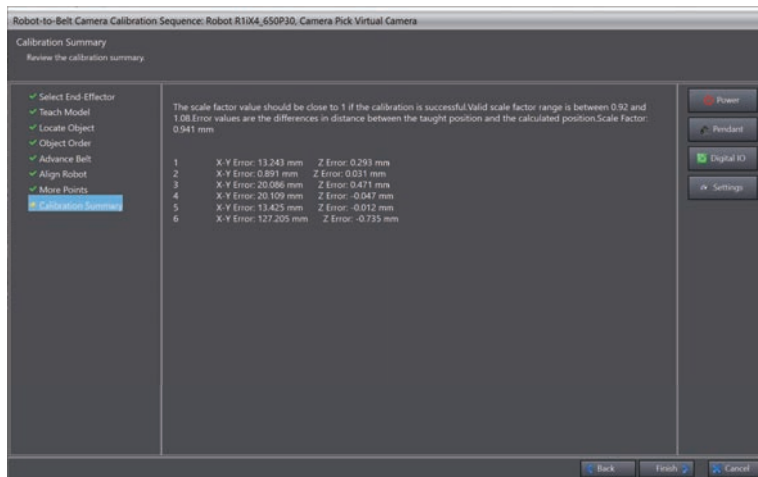 Robot-to-Belt Camera Calibration Sequence: Robot R1iX4_650P30, Camera Pick Virtual Camera
Calibration Summary
Review the calibration summary.
Select End-Effector
Teach Model
Locate Object
Object Order
Advance Belt
Align Robot
More Points
Calibration Summary
The scale factor value should be close to 1 if the calibration is successful.Valid scale factor range is between 0.92 and
1.08.Error values are the differences in distance between the taught position and the calculated position.Scale Factor:
0.941 mm
1 X-Y Error: 13.243 mm Z Error: 0.293 mm
2 X-Y Error: 0.891 mm Z Error: 0.031 mm
3 X-Y Error: 20.086 mm Z Error: 0.471 mm
4 X-Y Error: 20.109 mm Z Error: -0.047 mm
5 X-Y Error: 13.425 mm Z Error: -0.012 mm
6 X-Y Error: 127.205 mm Z Error: -0.735 mm
Power
Pendant
Digital IO
Settings
Back Finish Cancel